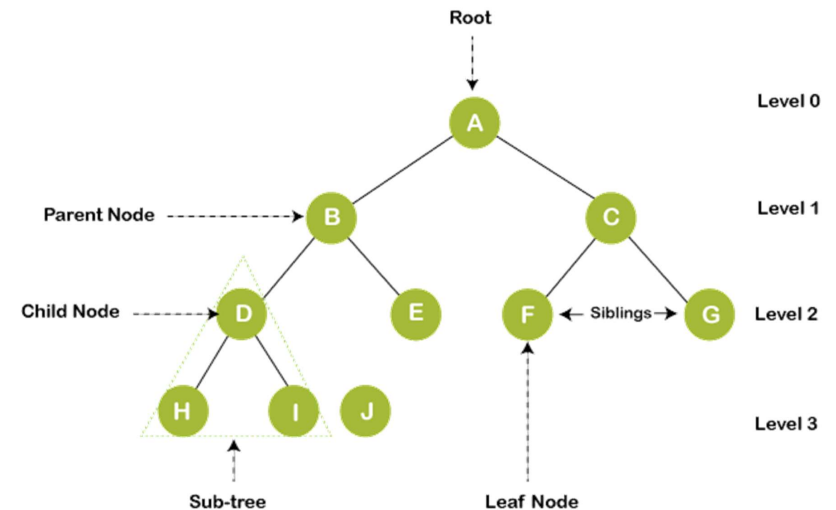 Root
Level 0
A
Parent Node
B
C
Level 1
Child Node
D
E
F
Siblings
G
Level 2
H
I
J
Level 3
Sub-tree
Leaf Node